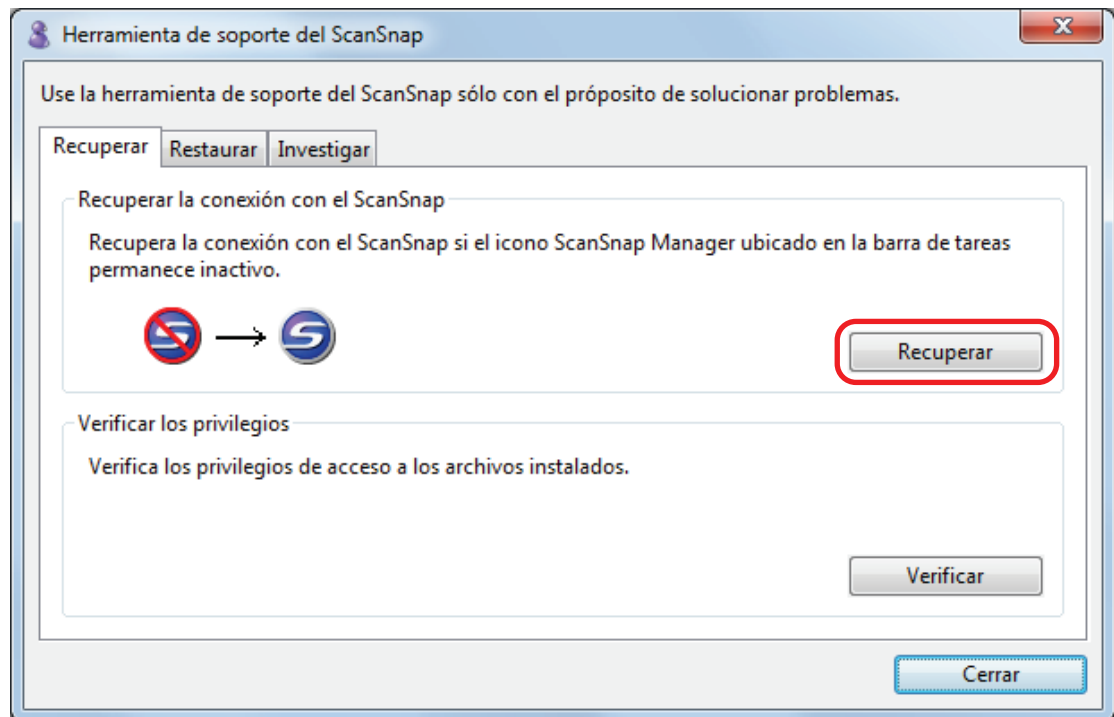 Herramienta de soporte del ScanSnap
Use la herramienta de soporte del ScanSnap sólo con el próposito de solucionar problemas.
Recuperar Restaurar Investigar
Recuperar la conexión con el ScanSnap
Recupera la conexión con el ScanSnap si el icono ScanSnap Manager ubicado en la barra de tareas
permanece inactivo.
Recuperar
Verificar los privilegios
Verifica los privilegios de acceso a los archivos instalados.
Verificar
Cerrar